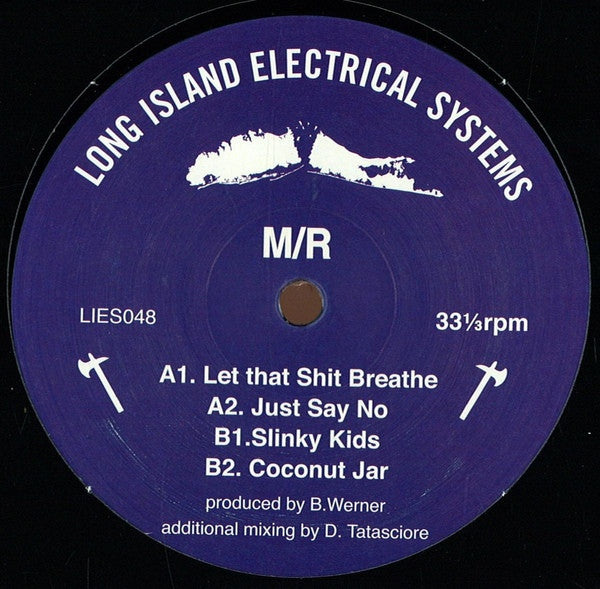 LONG ISLAND ELECTRICAL SYSTEMS
M/R
LIES048
33⅓rpm
A1. Let that Shit Breathe
A2. Just Say No
B1.Slinky Kids
B2. Coconut Jar
produced by B.Werner
additional mixing by D. Tatasciore